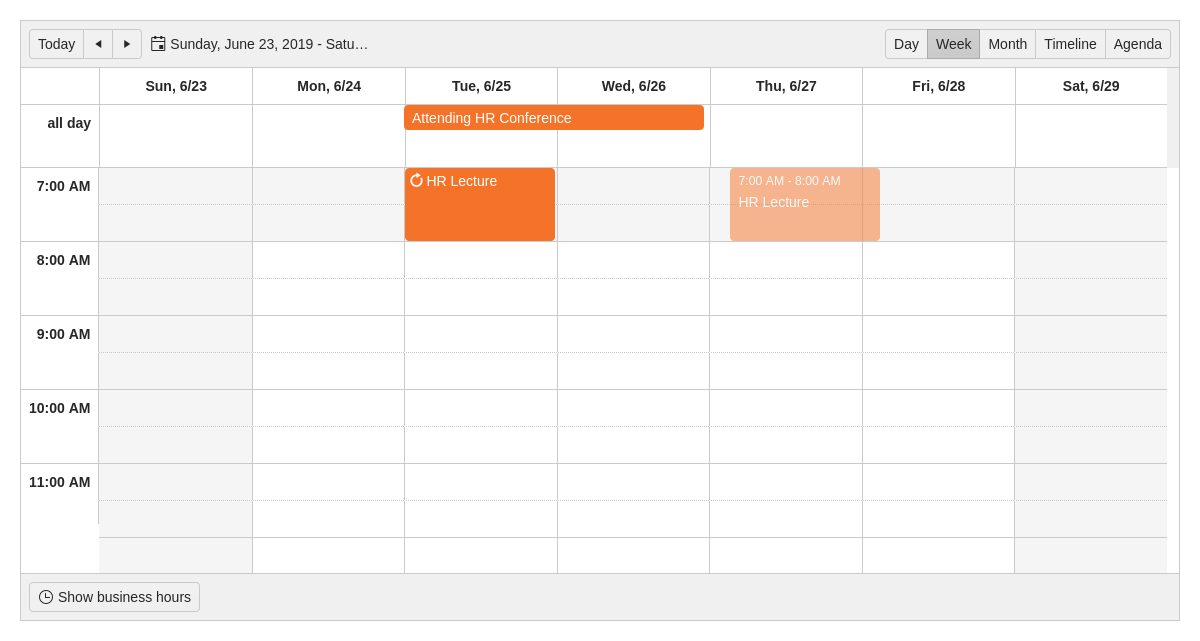 Today
Sunday, June 23, 2019 - Satu…
Day Week Month Timeline Agenda
Sun, 6/23 Mon, 6/24 Tue, 6/25 Wed, 6/26 Thu, 6/27 Fri, 6/28 Sat, 6/29
all day
Attending HR Conference
7:00 AM
HR Lecture
7:00 AM - 8:00 AM
HR Lecture
8:00 AM
9:00 AM
10:00 AM
11:00 AM
Show business hours